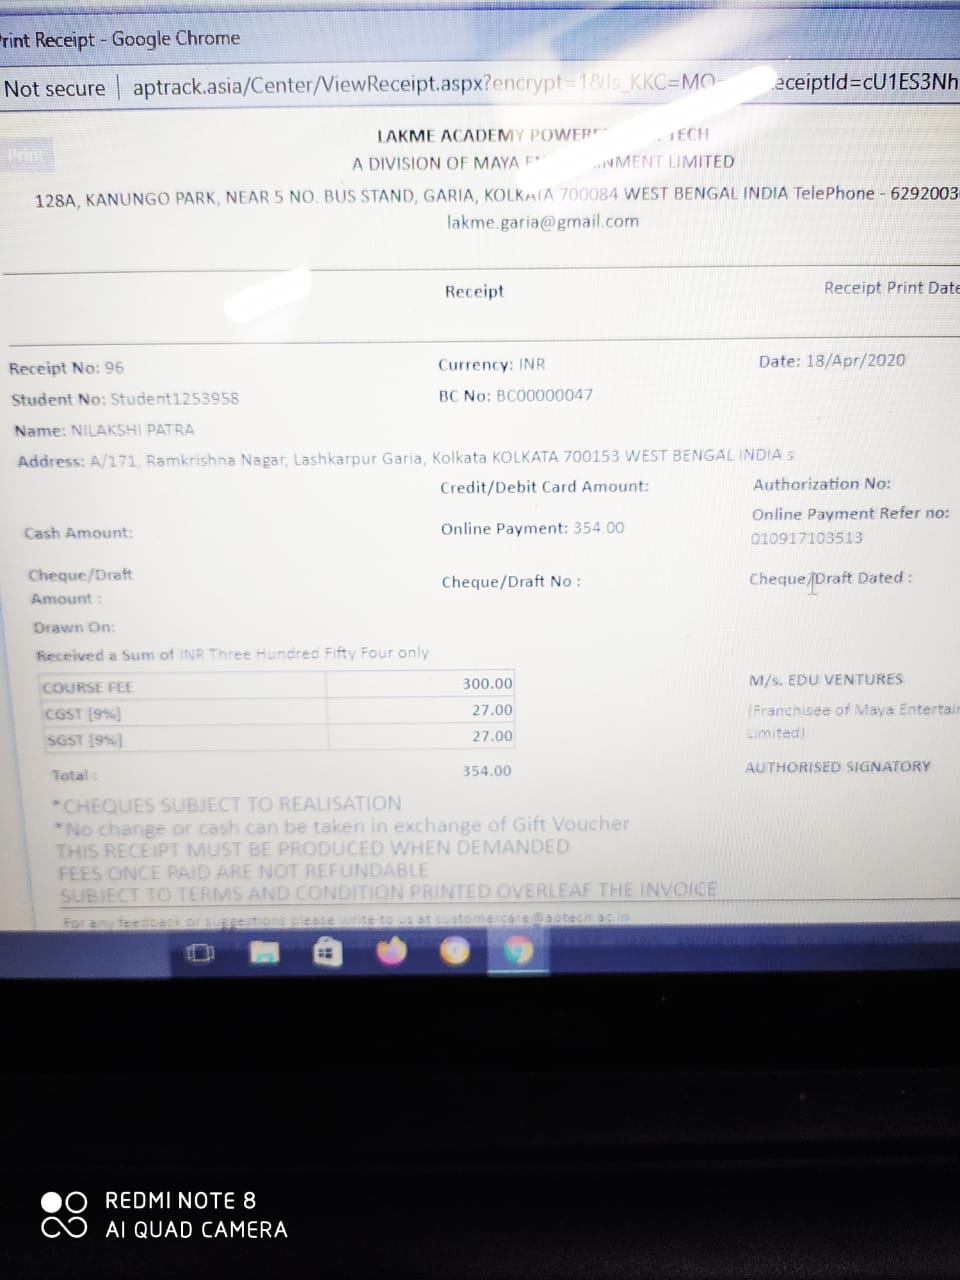 rint Receipt - Google Chrome
Not secure | aptrack.asia/Center/ViewReceipt.aspx?encrypt=1&Is_KKC=MO eceiptId=cU1ES3Nh
Print
LAKME ACADEMY POWER TECH
A DIVISION OF MAYA NMENT LIMITED
128A, KANUNGO PARK, NEAR 5 NO. BUS STAND, GARIA, KOLKATA 700084 WEST BENGAL INDIA TelePhone - 6292003
lakme.garia@gmail.com
Receipt Receipt Print Date
Receipt No: 96 Currency: INR Date: 18/Apr/2020
Student No: Student1253958 BC No: BC00000047
Name: NILAKSHI PATRA
Address: A/171, Ramkrishna Nagar, Lashkarpur Garia, Kolkata KOLKATA 700153 WEST BENGAL INDIA s
Credit/Debit Card Amount: Authorization No:
Cash Amount: Online Payment: 354.00 Online Payment Refer no:
010917103513
Cheque/Draft Cheque/Draft No : Cheque/Draft Dated :
Amount :
Drawn On:
Received a Sum of INR Three Hundred Fifty Four only
COURSE FEE 300.00 M/s. EDU VENTURES
CGST [9%] 27.00 (Franchisee of Maya Entertain
SGST [9%] 27.00 Limited)
Total : 354.00 AUTHORISED SIGNATORY
*CHEQUES SUBJECT TO REALISATION
*No change or cash can be taken in exchange of Gift Voucher
THIS RECEIPT MUST BE PRODUCED WHEN DEMANDED
FEES ONCE PAID ARE NOT REFUNDABLE
SUBJECT TO TERMS AND CONDITION PRINTED OVERLEAF THE INVOICE
For any feedback or suggestions please write to us at customercare@aptech.ac.in
REDMI NOTE 8
AI QUAD CAMERA